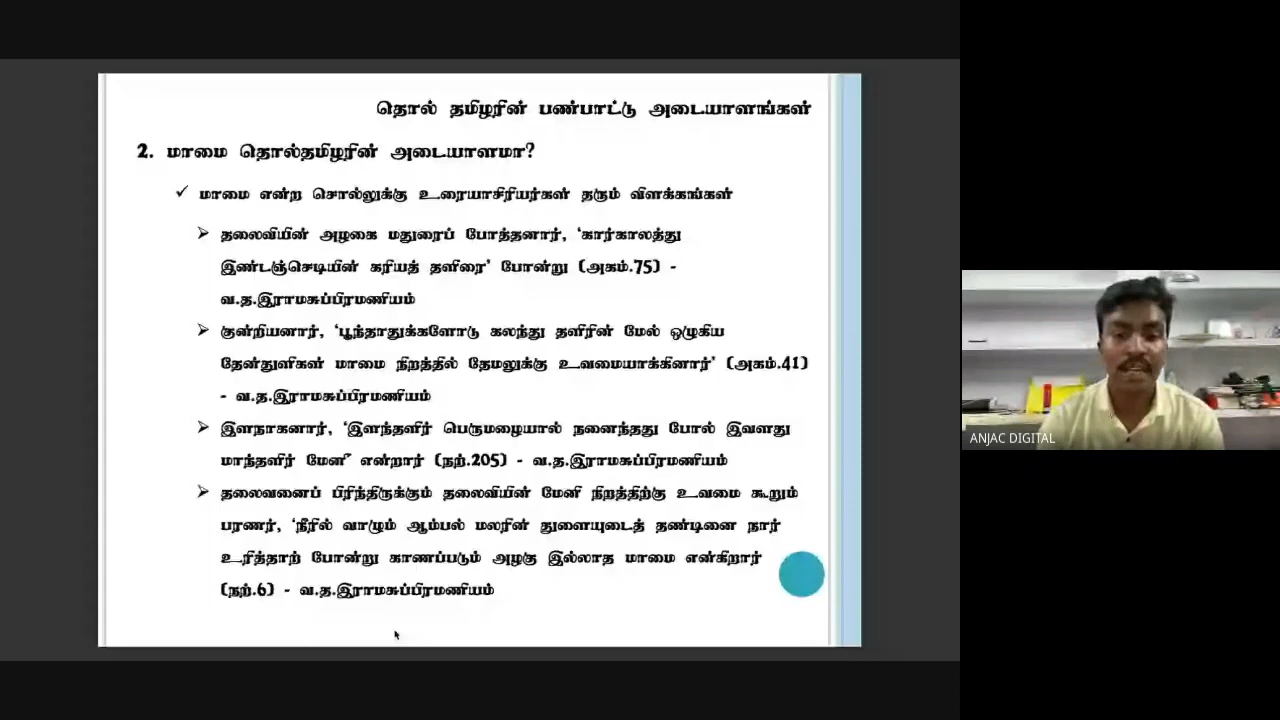 தொல் தமிழரின் பண்பாட்டு அடையாளங்கள்
2. மாமை தொல்தமிழரின் அடையாளமா?
✓ மாமை என்ற சொல்லுக்கு உரையாசிரியர்கள் தரும் விளக்கங்கள்
➢ தலைவியின் அழகை மதுரைப் போத்தனார், ‘கார்காலத்து
இண்டஞ்செடியின் கரியத் தளிரை’ போன்று (அகம்.75) -
வ.த.இராமசுப்பிரமணியம்
➢ குன்றியனார், ‘பூந்தாதுக்களோடு கலந்து தளிரின் மேல் ஒழுகிய
தேன்துளிகள் மாமை நிறத்தில் தேமலுக்கு உவமையாக்கினார்’ (அகம்.41)
- வ.த.இராமசுப்பிரமணியம்
➢ இளநாகனார், ‘இளந்தளிர் பெருமழையால் நனைந்தது போல் இவளது
மாந்தளிர் மேனி’ என்றார் (நற்.205) - வ.த.இராமசுப்பிரமணியம்
➢ தலைவனைப் பிரிந்திருக்கும் தலைவியின் மேனி நிறத்திற்கு உவமை கூறும்
பரணர், ‘நீரில் வாழும் ஆம்பல் மலரின் துளையுடைத் தண்டினை நார்
உரித்தாற் போன்று காணப்படும் அழகு இல்லாத மாமை என்கிறார்
(நற்.6) - வ.த.இராமசுப்பிரமணியம்
ANJAC DIGITAL